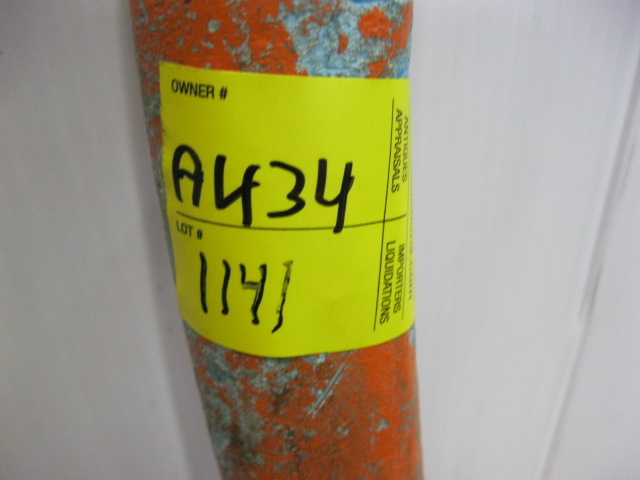 OWNER #
A434
LOT #
1141
ANTIQUES
APPRAISALS
IMPORTERS
LIQUIDATIONS